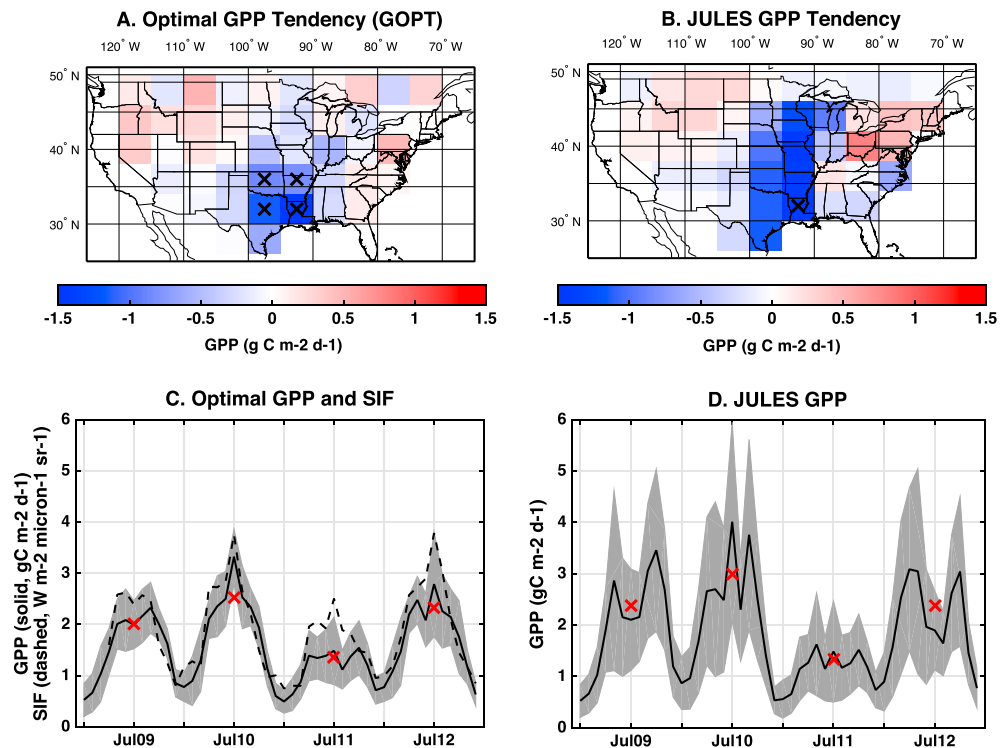 A. Optimal GPP Tendency (GOPT)
120° W 110° W 100° W 90° W 80° W 70° W
50° N
40° N
30° N
-1.5 -1 -0.5 0 0.5 1 1.5
GPP (g C m-2 d-1)
B. JULES GPP Tendency
120° W 110° W 100° W 90° W 80° W 70° W
50° N
40° N
30° N
-1.5 -1 -0.5 0 0.5 1 1.5
GPP (g C m-2 d-1)
C. Optimal GPP and SIF
GPP (solid, gC m-2 d-1)
SIF (dashed, W m-2 micron-1 sr-1)
6
5
4
3
2
1
0
Jul09 Jul10 Jul11 Jul12
D. JULES GPP
GPP (gC m-2 d-1)
6
5
4
3
2
1
0
Jul09 Jul10 Jul11 Jul12